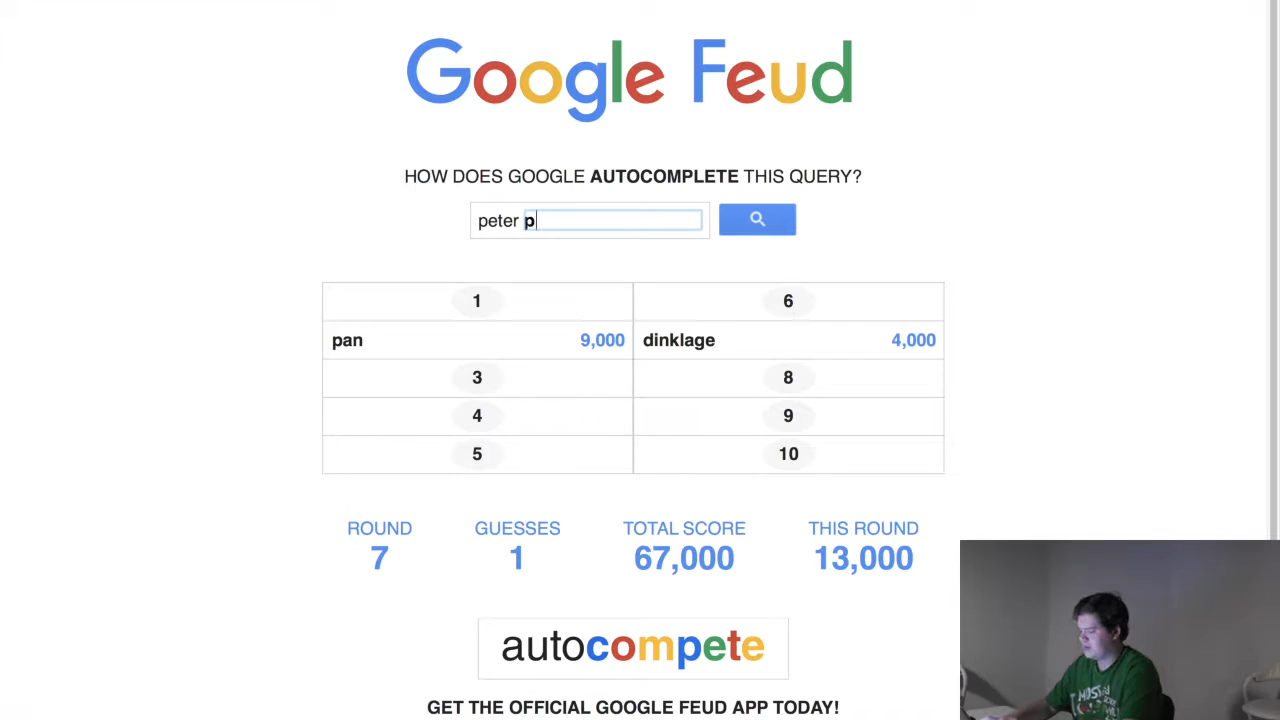 Google Feud
HOW DOES GOOGLE AUTOCOMPLETE THIS QUERY?
peter p
1
6
pan 9,000
dinklage 4,000
3
8
4
9
5
10
ROUND GUESSES TOTAL SCORE THIS ROUND
7 1 67,000 13,000
autocompete
GET THE OFFICIAL GOOGLE FEUD APP TODAY!